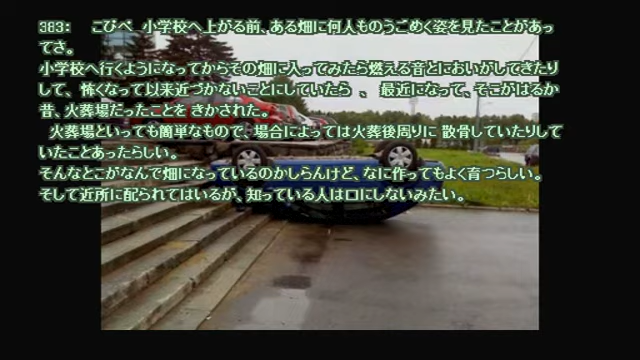 383:　こぴぺ　小学校へ上がる前、ある畑に何人ものうごめく姿を見たことがあっ
てさ。
小学校へ行くようになってからその畑に入ってみたら燃える音とにおいがしてきたり
して、怖くなって以来近づかないことにしていたら 、 最近になって、そこがはるか
昔、火葬場だったことを きかされた。
火葬場といっても簡単なもので、場合によっては火葬後周りに 散骨していたりして
いたことあったらしい。
そんなとこがなんで畑になっているのかしらんけど、なに作ってもよく育つらしい。
そして近所に配られてはいるが、知っている人は口にしないみたい。